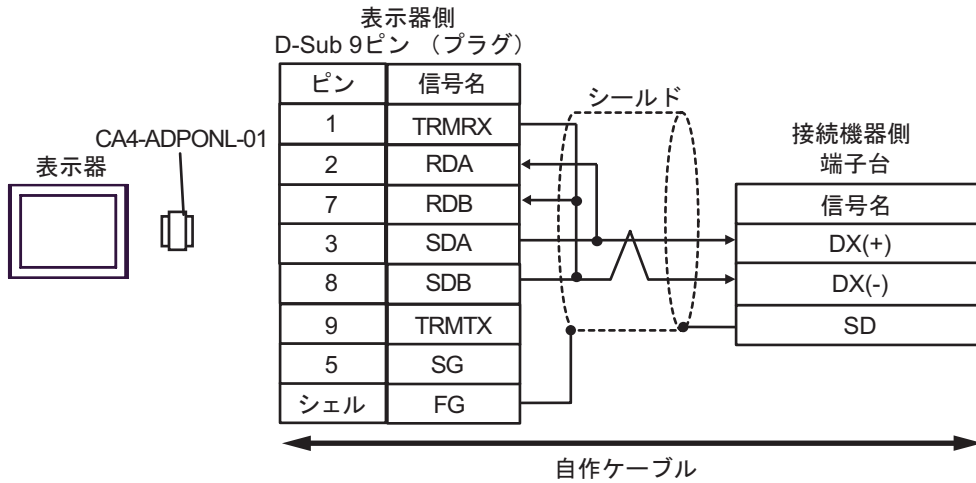 表示器側
D-Sub 9ピン （プラグ）
ピン 信号名
1 TRMRX
2 RDA
7 RDB
3 SDA
8 SDB
9 TRMTX
5 SG
シェル FG
CA4-ADPONL-01
表示器
シールド
接続機器側
端子台
信号名
DX(+)
DX(-)
SD
自作ケーブル